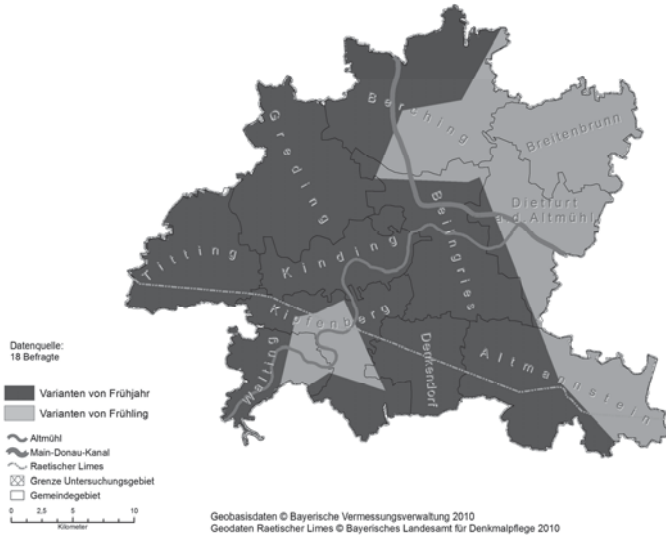 Berching
Breitenbrunn
Greding
Dietfurt
a.d. Altmühl
Beilngries
Kinding
Titting
Kipfenberg
Walting
Denkendorf
Altmannstein
Datenquelle:
18 Befragte
Varianten von Frühjahr
Varianten von Frühling
Altmühl
Main-Donau-Kanal
Raetischer Limes
Grenze Untersuchungsgebiet
Gemeindegebiet
0 2,5 5 10
Kilometer
Geobasisdaten © Bayerische Vermessungsverwaltung 2010
Geodaten Raetischer Limes © Bayerisches Landesamt für Denkmalpflege 2010